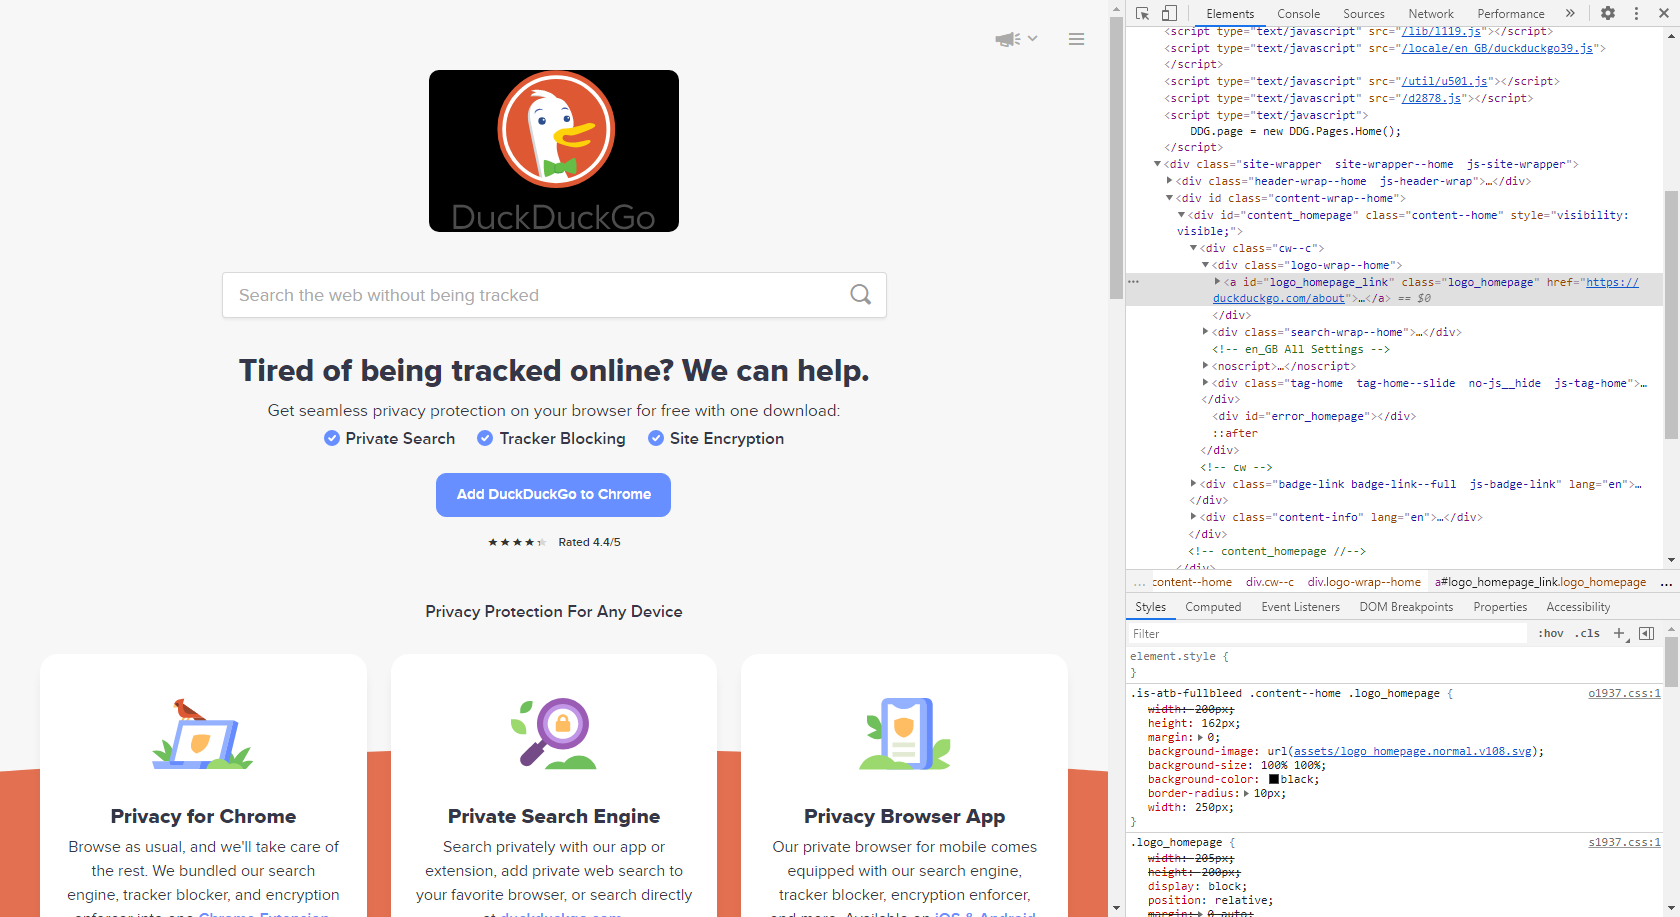 DuckDuckGo
Search the web without being tracked
Tired of being tracked online? We can help.
Get seamless privacy protection on your browser for free with one download:
Private Search Tracker Blocking Site Encryption
Add DuckDuckGo to Chrome
Rated 4.4/5
Privacy Protection For Any Device
Privacy for Chrome
Browse as usual, and we'll take care of
the rest. We bundled our search
engine, tracker blocker, and encryption
enforcer into one Chrome Extension
Private Search Engine
Search privately with our app or
extension, add private web search to
your favorite browser, or search directly
at duckduckgo.com
Privacy Browser App
Our private browser for mobile comes
equipped with our search engine,
tracker blocker, encryption enforcer,
and more. Available on iOS & Android
Elements Console Sources Network Performance
<script type="text/javascript" src="/lib/l119.js"></script>
<script type="text/javascript" src="/locale/en_GB/duckduckgo39.js">
</script>
<script type="text/javascript" src="/util/u501.js"></script>
<script type="text/javascript" src="/d2878.js"></script>
<script type="text/javascript">
DDG.page = new DDG.Pages.Home();
</script>
<div class="site-wrapper  site-wrapper--home  js-site-wrapper">
<div class="header-wrap--home  js-header-wrap">…</div>
<div id class="content-wrap--home">
<div id="content_homepage" class="content--home" style="visibility:
visible;">
<div class="cw--c">
<div class="logo-wrap--home">
<a id="logo_homepage_link" class="logo_homepage" href="https://
duckduckgo.com/about">…</a> == $0
</div>
<div class="search-wrap--home">…</div>
<!-- en_GB All Settings -->
<noscript>…</noscript>
<div class="tag-home  tag-home--slide  no-js__hide  js-tag-home">…
</div>
<div id="error_homepage"></div>
::after
</div>
<!-- cw -->
<div class="badge-link badge-link--full  js-badge-link" lang="en">…
</div>
<div class="content-info" lang="en">…</div>
</div>
<!-- content_homepage //-->
</div>
… content--home div.cw--c div.logo-wrap--home a#logo_homepage_link.logo_homepage …
Styles Computed Event Listeners DOM Breakpoints Properties Accessibility
Filter :hov .cls +
element.style {
}
.is-atb-fullbleed .content--home .logo_homepage { o1937.css:1
width: 200px;
height: 162px;
margin: 0;
background-image: url(assets/logo_homepage.normal.v108.svg);
background-size: 100% 100%;
background-color: black;
border-radius: 10px;
width: 250px;
}
.logo_homepage { s1937.css:1
width: 205px;
height: 200px;
display: block;
position: relative;
margin: 0 auto;